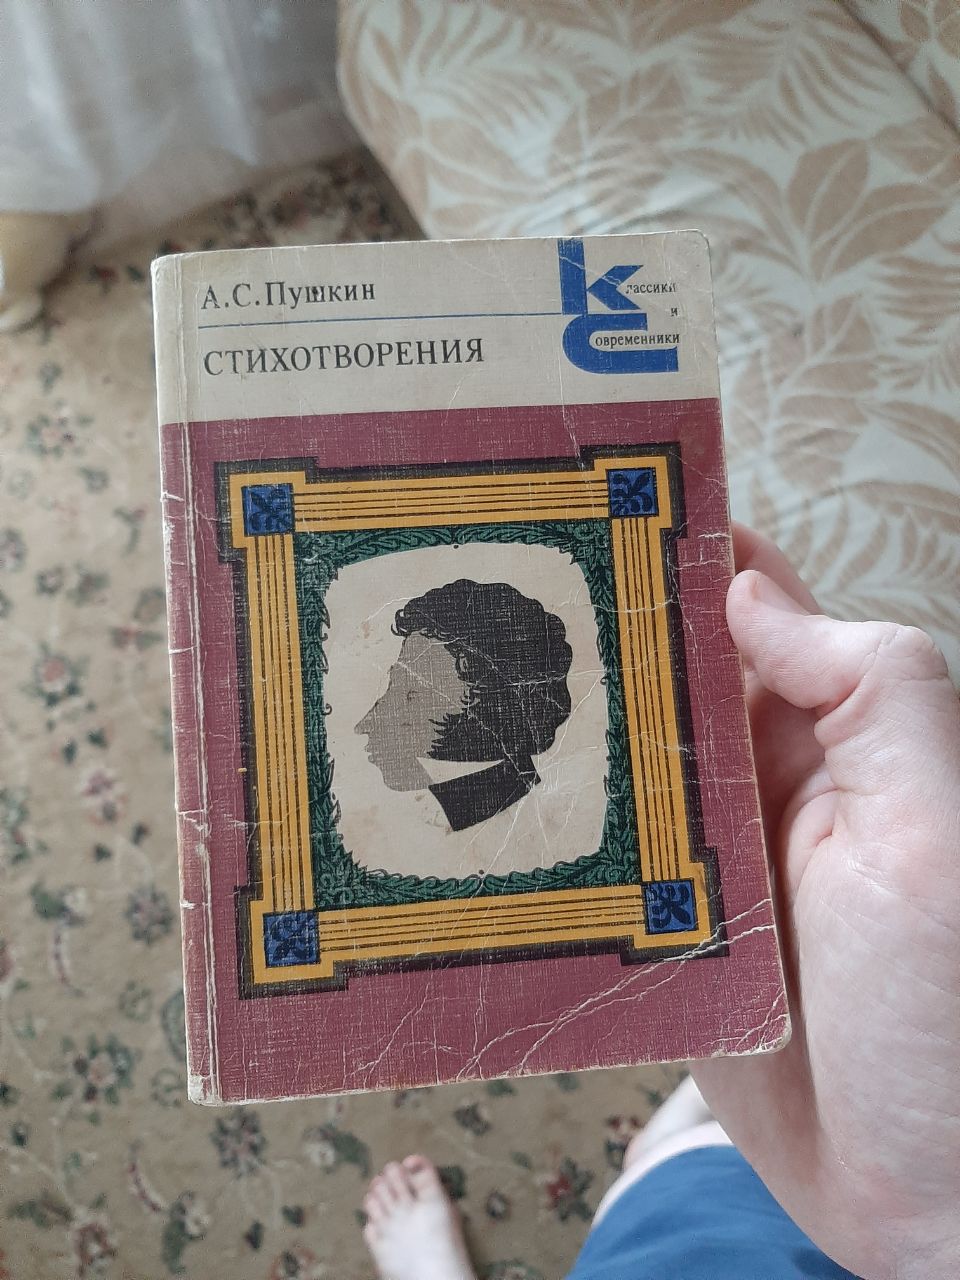 А.С.Пушкин
СТИХОТВОРЕНИЯ
Классики
и
Современники